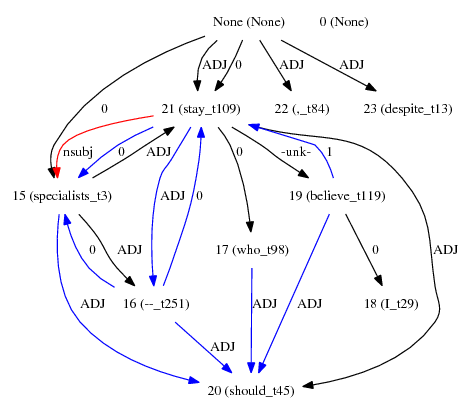 None (None) 0 (None)
ADJ 0 ADJ ADJ
0 21 (stay_t109) 22 (,_t84) 23 (despite_t13)
nsubj 0 ADJ 0 -unk- 1
15 (specialists_t3) ADJ 0 19 (believe_t119)
0 ADJ 17 (who_t98) 0 ADJ
ADJ 16 (--_t251) ADJ ADJ 18 (I_t29)
ADJ
20 (should_t45)